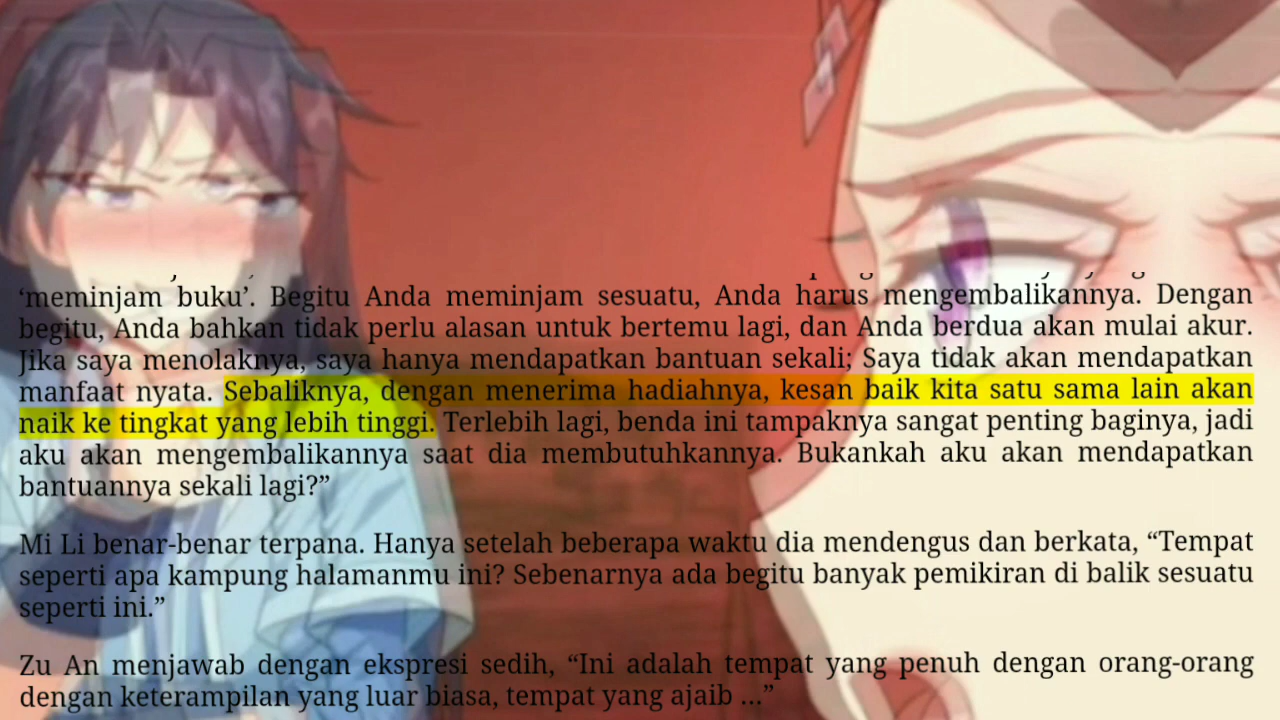 ‘meminjam buku’. Begitu Anda meminjam sesuatu, Anda harus mengembalikannya. Dengan
begitu, Anda bahkan tidak perlu alasan untuk bertemu lagi, dan Anda berdua akan mulai akur.
Jika saya menolaknya, saya hanya mendapatkan bantuan sekali; Saya tidak akan mendapatkan
manfaat nyata. Sebaliknya, dengan menerima hadiahnya, kesan baik kita satu sama lain akan
naik ke tingkat yang lebih tinggi. Terlebih lagi, benda ini tampaknya sangat penting baginya, jadi
aku akan mengembalikannya saat dia membutuhkannya. Bukankah aku akan mendapatkan
bantuannya sekali lagi?”
Mi Li benar-benar terpana. Hanya setelah beberapa waktu dia mendengus dan berkata, “Tempat
seperti apa kampung halamanmu ini? Sebenarnya ada begitu banyak pemikiran di balik sesuatu
seperti ini.”
Zu An menjawab dengan ekspresi sedih, “Ini adalah tempat yang penuh dengan orang-orang
dengan keterampilan yang luar biasa, tempat yang ajaib ...”